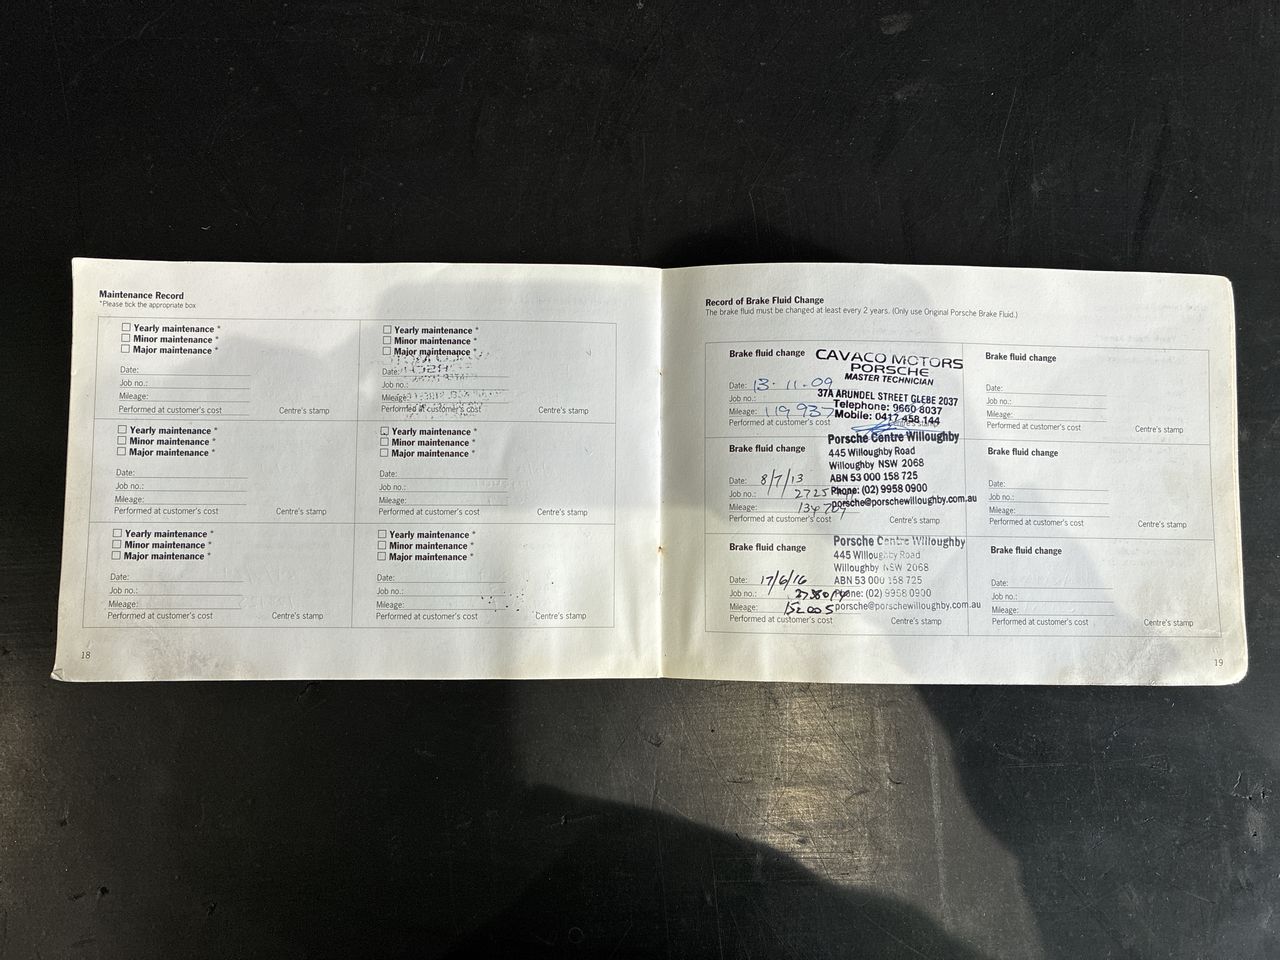 Maintenance Record
*Please tick the appropriate box
Yearly maintenance *
Minor maintenance *
Major maintenance *
Date:
Job no.:
Mileage:
Performed at customer's cost Centre's stamp
Yearly maintenance *
Minor maintenance *
Major maintenance *
Date:
Job no.:
Mileage:
Performed at customer's cost Centre's stamp
Yearly maintenance *
Minor maintenance *
Major maintenance *
Date:
Job no.:
Mileage:
Performed at customer's cost Centre's stamp
Yearly maintenance *
Minor maintenance *
Major maintenance *
Date:
Job no.:
Mileage:
Performed at customer's cost Centre's stamp
Yearly maintenance *
Minor maintenance *
Major maintenance *
Date:
Job no.:
Mileage:
Performed at customer's cost Centre's stamp
Yearly maintenance *
Minor maintenance *
Major maintenance *
Date:
Job no.:
Mileage:
Performed at customer's cost Centre's stamp
18
Record of Brake Fluid Change
The brake fluid must be changed at least every 2 years. (Only use Original Porsche Brake Fluid.)
Brake fluid change
Date: 13-11-09
Job no.:
Mileage: 119937
Performed at customer's cost Centre's stamp
CAVACO MOTORS
PORSCHE
MASTER TECHNICIAN
37A ARUNDEL STREET GLEBE 2037
Telephone: 9660 8037
Mobile: 0417 458 144
Brake fluid change
Date:
Job no.:
Mileage:
Performed at customer's cost Centre's stamp
Brake fluid change
Date: 8/7/13
Job no.:
Mileage:
Performed at customer's cost Centre's stamp
Porsche Centre Willoughby
445 Willoughby Road
Willoughby NSW 2068
ABN 53 000 158 725
Phone: (02) 9958 0900
porsche@porschewilloughby.com.au
Brake fluid change
Date:
Job no.:
Mileage:
Performed at customer's cost Centre's stamp
Brake fluid change
Date: 17/6/16
Job no.:
Mileage: 152005
Performed at customer's cost Centre's stamp
Porsche Centre Willoughby
445 Willoughby Road
Willoughby NSW 2068
ABN 53 000 158 725
Phone: (02) 9958 0900
porsche@porschewilloughby.com.au
Brake fluid change
Date:
Job no.:
Mileage:
Performed at customer's cost Centre's stamp
19